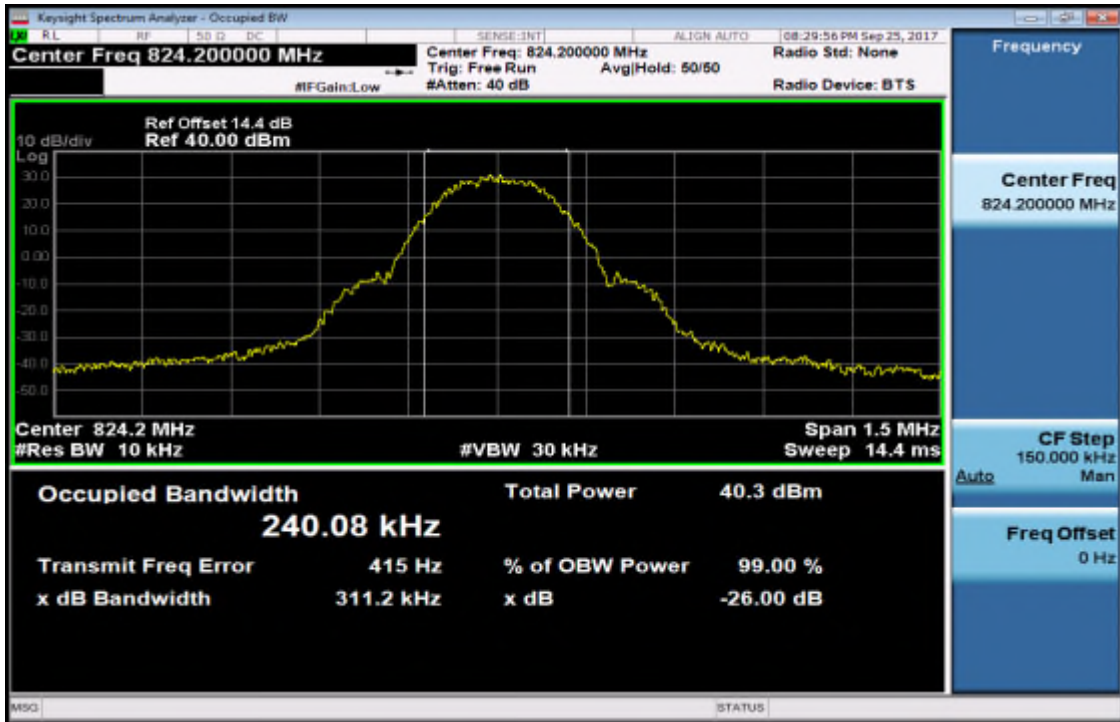 Keysight Spectrum Analyzer - Occupied BW
RL RF 50 Ω DC SENSE:INT ALIGN AUTO 08:29:56 PM Sep 25, 2017
Center Freq 824.200000 MHz
Center Freq: 824.200000 MHz
Radio Std: None
Trig: Free Run Avg|Hold: 50/50
#IFGain:Low #Atten: 40 dB Radio Device: BTS
Ref Offset 14.4 dB
10 dB/div Ref 40.00 dBm
Log
30.0
20.0
10.0
0.00
-10.0
-20.0
-30.0
-40.0
-50.0
Center 824.2 MHz Span 1.5 MHz
#Res BW 10 kHz #VBW 30 kHz Sweep 14.4 ms
Occupied Bandwidth Total Power 40.3 dBm
240.08 kHz
Transmit Freq Error 415 Hz % of OBW Power 99.00 %
x dB Bandwidth 311.2 kHz x dB -26.00 dB
MSG STATUS
Frequency
Center Freq
824.200000 MHz
CF Step
150.000 kHz
Auto Man
Freq Offset
0 Hz